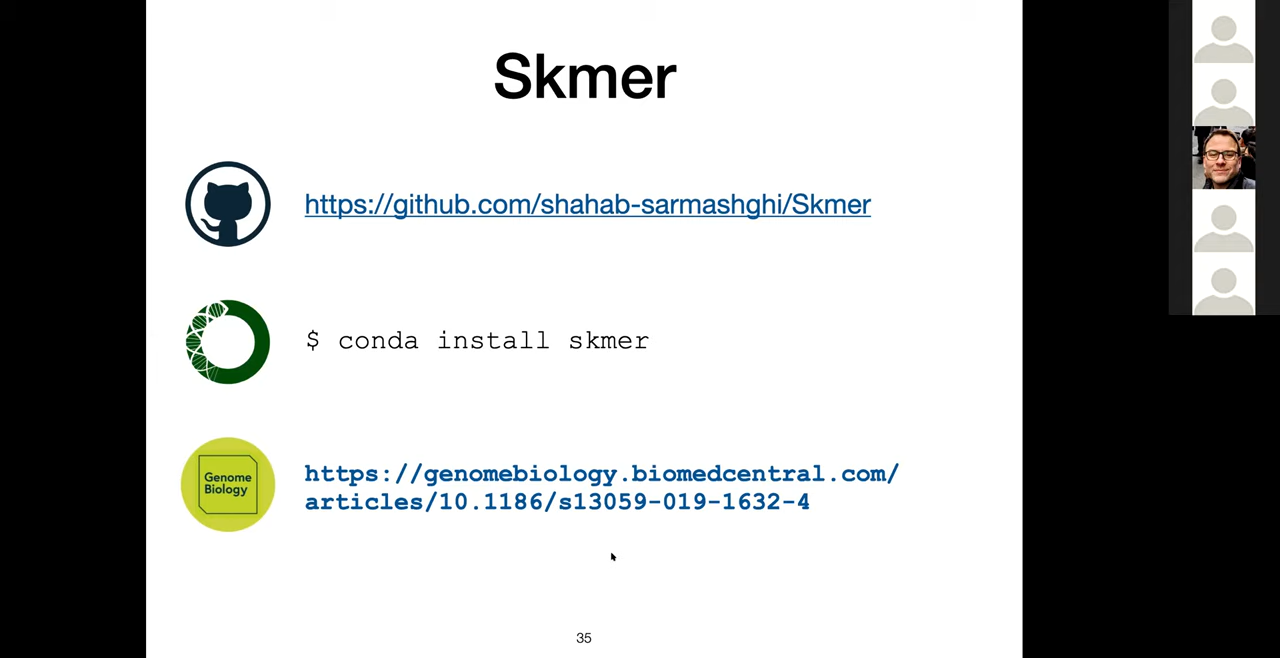 Skmer
https://github.com/shahab-sarmashghi/Skmer
$ conda install skmer
Genome
Biology
https://genomebiology.biomedcentral.com/
articles/10.1186/s13059-019-1632-4
35